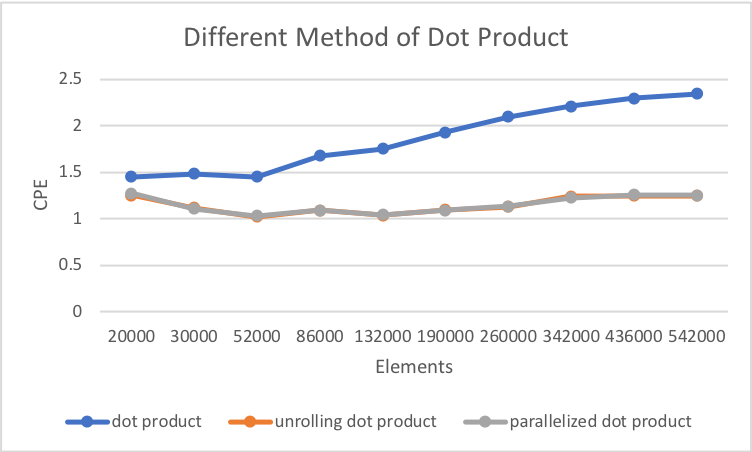 Different Method of Dot Product
2.5
2
1.5
1
0.5
0
CPE
20000 30000 52000 86000 132000 190000 260000 342000 436000 542000
Elements
dot product unrolling dot product parallelized dot product